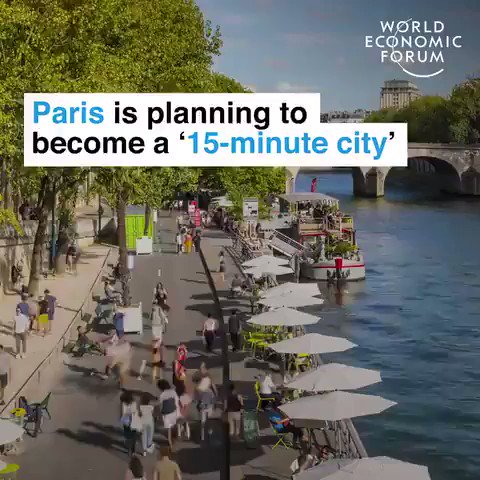 WORLD
ECONOMIC
FORUM
Paris is planning to
become a ‘15-minute city’